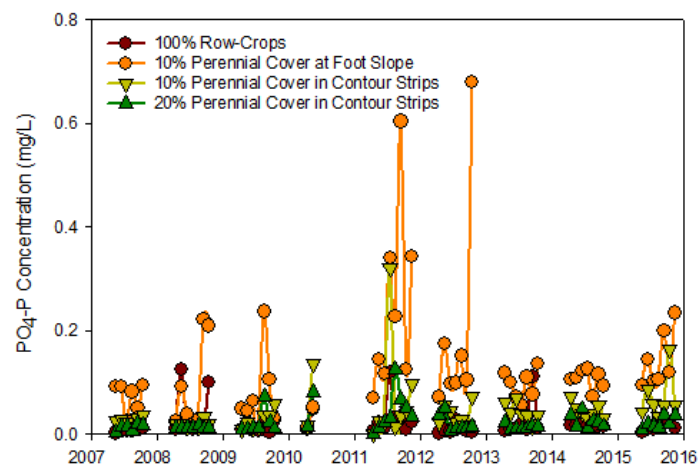 0.8
100% Row-Crops
10% Perennial Cover at Foot Slope
10% Perennial Cover in Contour Strips
20% Perennial Cover in Contour Strips
0.6
0.4
0.2
0.0
PO4-P Concentration (mg/L)
2007 2008 2009 2010 2011 2012 2013 2014 2015 2016